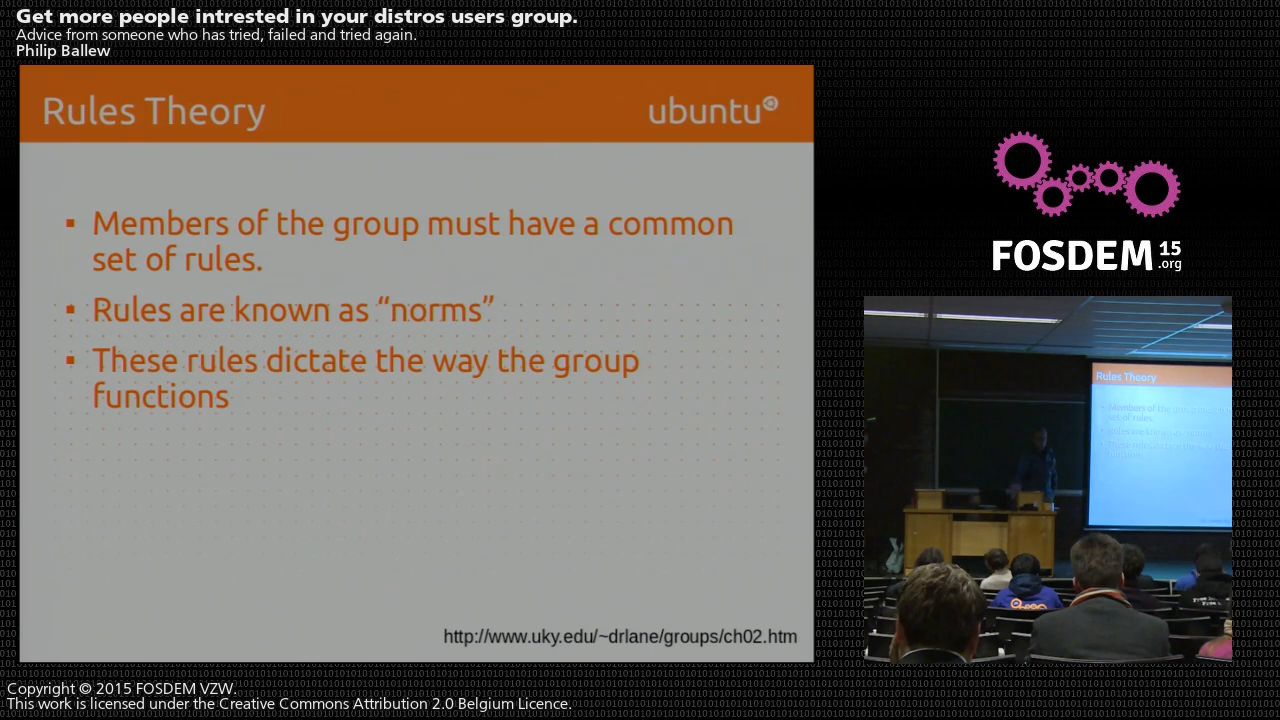 Get more people intrested in your distros users group.
Advice from someone who has tried, failed and tried again.
Philip Ballew
Rules Theory
ubuntu
▪ Members of the group must have a common
set of rules.
▪ Rules are known as “norms”
▪ These rules dictate the way the group
functions
http://www.uky.edu/~drlane/groups/ch02.htm
FOSDEM 15
.org
Rules Theory
Copyright © 2015 FOSDEM VZW.
This work is licensed under the Creative Commons Attribution 2.0 Belgium Licence.